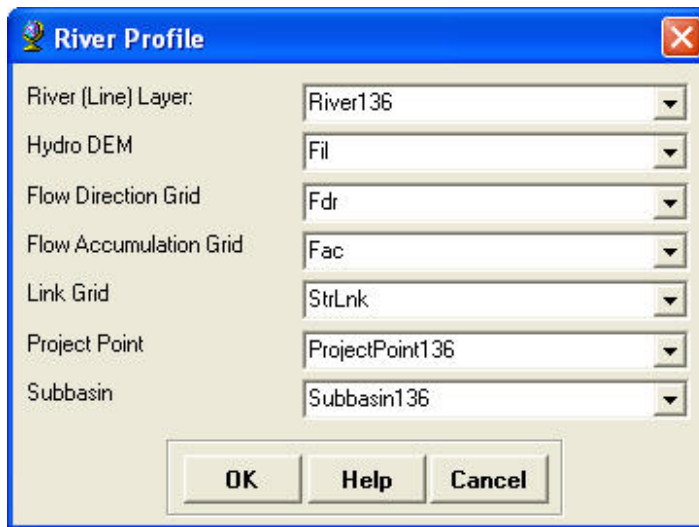 River Profile
River (Line) Layer: River136
Hydro DEM Fil
Flow Direction Grid Fdr
Flow Accumulation Grid Fac
Link Grid StrLnk
Project Point ProjectPoint136
Subbasin Subbasin136
OK Help Cancel